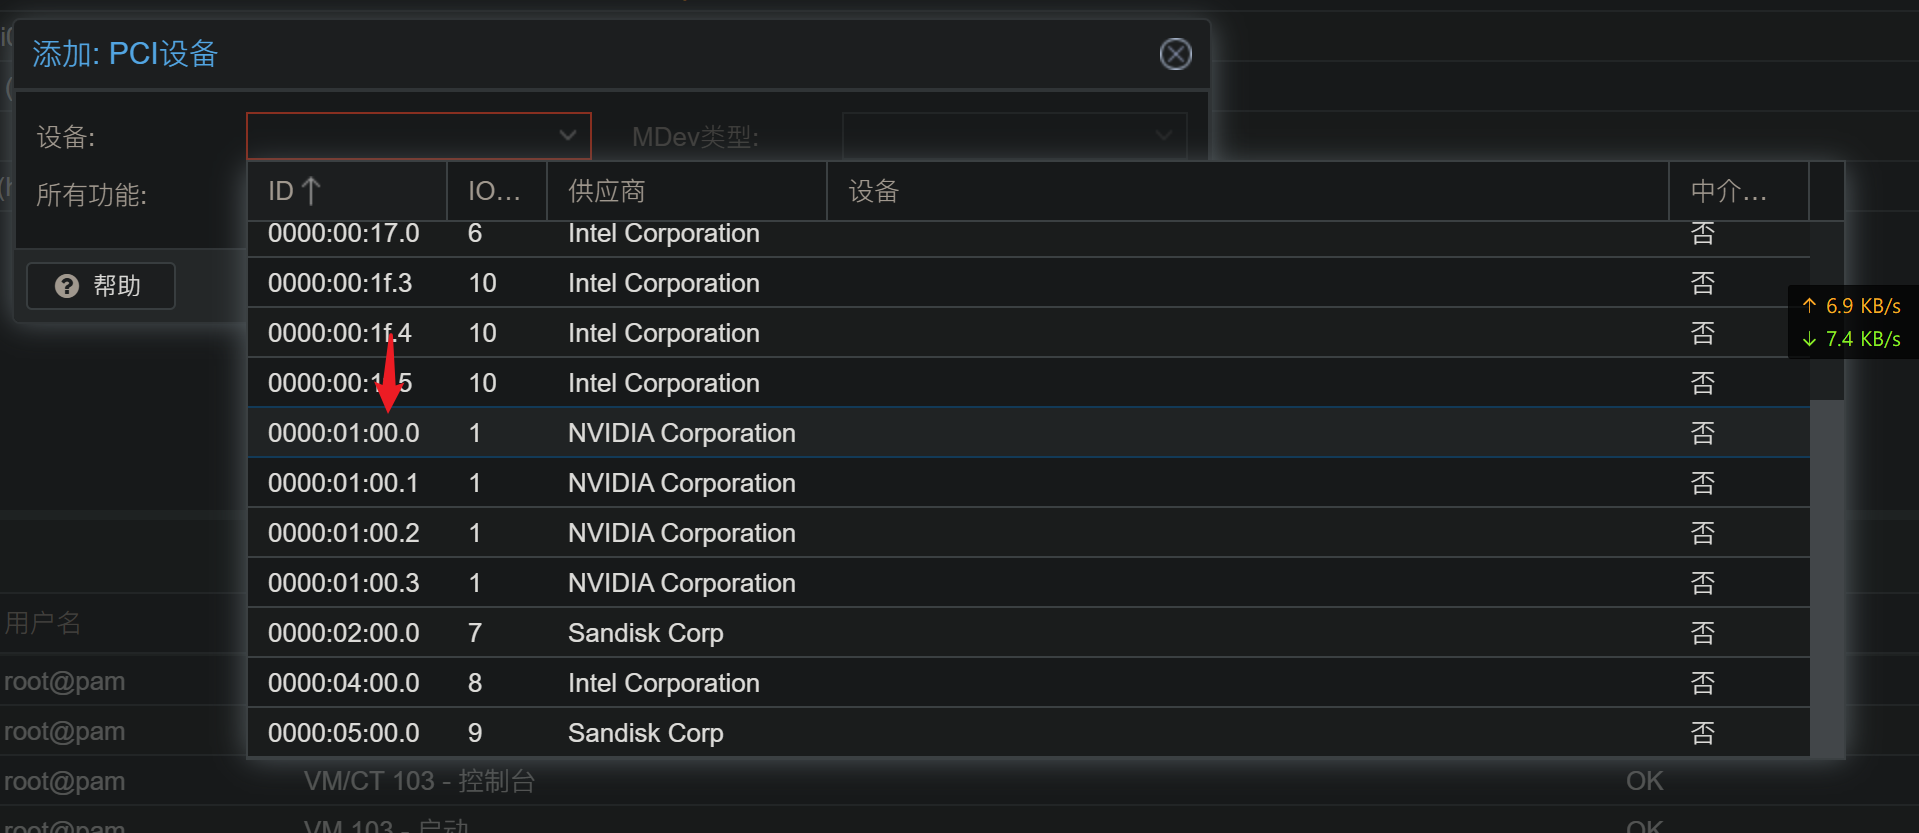 添加: PCI设备
设备:
MDev类型:
所有功能:
帮助
ID IO... 供应商 设备 中介...
0000:00:17.0 6 Intel Corporation 否
0000:00:1f.3 10 Intel Corporation 否
0000:00:1f.4 10 Intel Corporation 否
0000:00:1f.5 10 Intel Corporation 否
0000:01:00.0 1 NVIDIA Corporation 否
0000:01:00.1 1 NVIDIA Corporation 否
0000:01:00.2 1 NVIDIA Corporation 否
0000:01:00.3 1 NVIDIA Corporation 否
0000:02:00.0 7 Sandisk Corp 否
0000:04:00.0 8 Intel Corporation 否
0000:05:00.0 9 Sandisk Corp 否
↑ 6.9 KB/s
↓ 7.4 KB/s
用户名
root@pam
root@pam
root@pam VM/CT 103 - 控制台 OK
root@pam VM 103 - 启动 OK